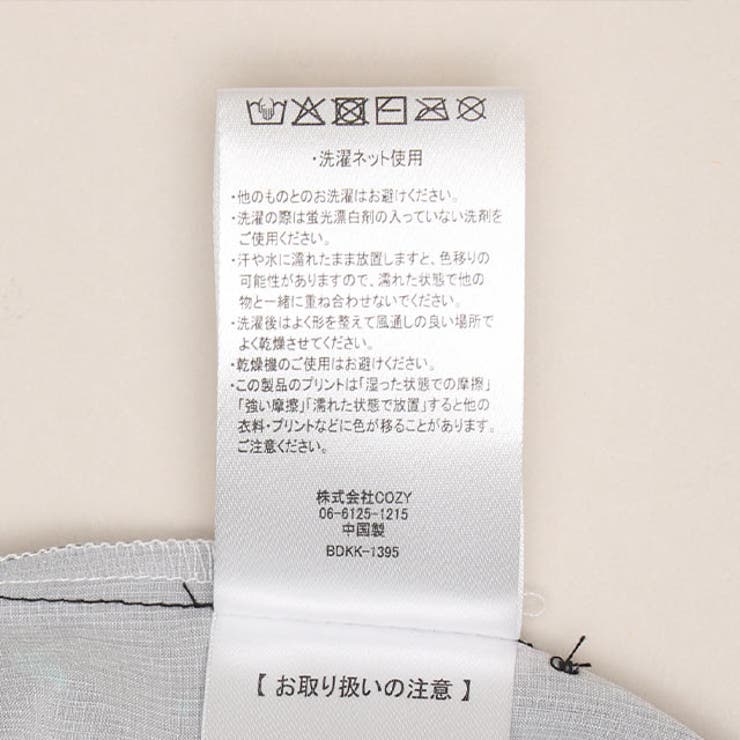 ・洗濯ネット使用
・他のものとのお洗濯はお避けください。
・洗濯の際は蛍光漂白剤の入っていない洗剤を
ご使用ください。
・汗や水に濡れたまま放置しますと、色移りの
可能性がありますので、濡れた状態で他の
物と一緒に重ね合わせないでください。
・洗濯後はよく形を整えて風通しの良い場所で
よく乾燥させてください。
・乾燥機のご使用はお避けください。
・この製品のプリントは「湿った状態での摩擦」
「強い摩擦」「濡れた状態で放置」すると他の
衣料・プリントなどに色が移ることがあります。
ご注意ください。
株式会社COZY
06-6125-1215
中国製
BDKK-1395
【 お取り扱いの注意 】